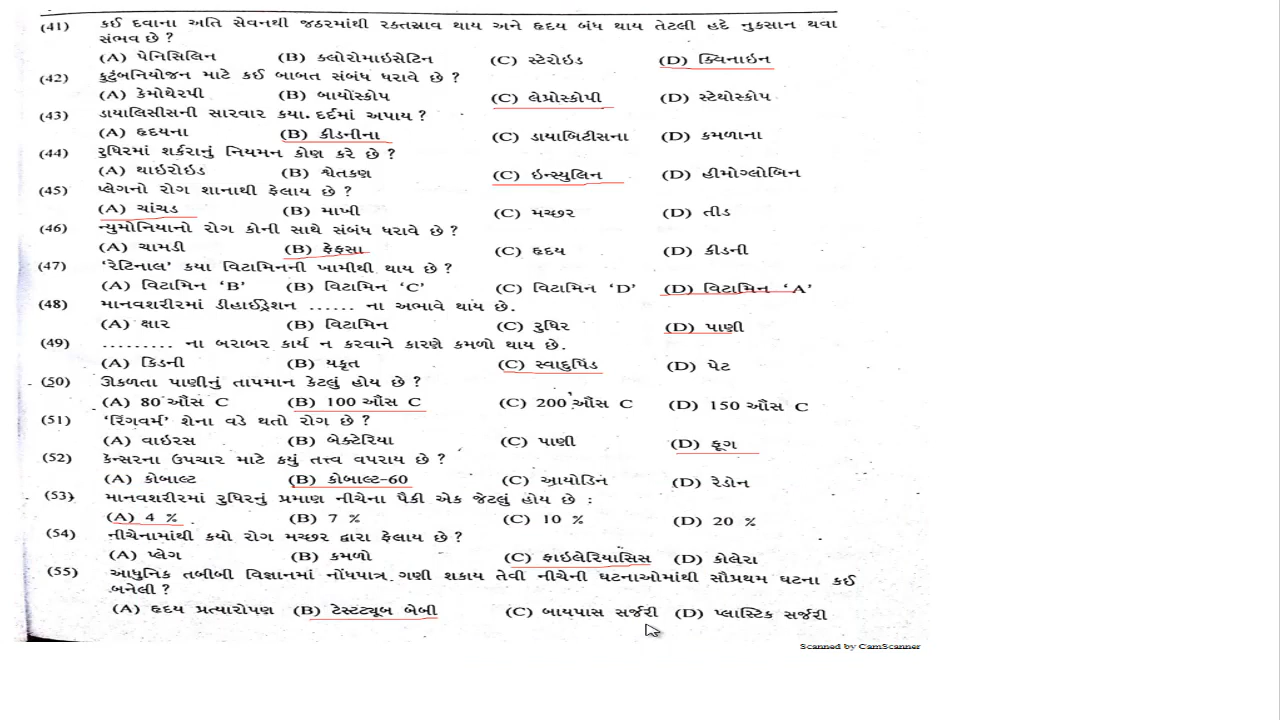 (41) કઈ દવાના અતિ સેવનથી જઠરમાંથી રક્તસ્રાવ થાય અને હૃદય બંધ થાય તેટલી હદે નુકસાન થવા
સંભવ છે ?
(A) પેનિસિલિન (B) ક્લોરોમાઇસેટિન (C) સ્ટેરોઇડ (D) ક્વિનાઇન
(42) કુટુંબનિયોજન માટે કઈ બાબત સંબંધ ધરાવે છે ?
(A) કેમોથેરપી (B) બાયોસ્કોપ (C) લેપ્રોસ્કોપી (D) સ્ટેથોસ્કોપ
(43) ડાયાલિસીસની સારવાર કયા દર્દમાં અપાય ?
(A) હૃદયના (B) કીડનીના (C) ડાયાબિટીસના (D) કમળાના
(44) રુધિરમાં શર્કરાનું નિયમન કોણ કરે છે ?
(A) થાઇરોઇડ (B) શ્વેતકણ (C) ઇન્સ્યુલિન (D) હીમોગ્લોબિન
(45) પ્લેગનો રોગ શાનાથી ફેલાય છે ?
(A) ચાંચડ (B) માખી (C) મચ્છર (D) તીડ
(46) ન્યુમોનિયાનો રોગ કોની સાથે સંબંધ ધરાવે છે ?
(A) ચામડી (B) ફેફસા (C) હૃદય (D) કીડની
(47) ‘રેટિનાલ’ કયા વિટામિનની ખામીથી થાય છે ?
(A) વિટામિન ‘B’ (B) વિટામિન ‘C’ (C) વિટામિન ‘D’ (D) વિટામિન ‘A’
(48) માનવશરીરમાં ડીહાઈડ્રેશન ...... ના અભાવે થાય છે.
(A) ક્ષાર (B) વિટામિન (C) રુધિર (D) પાણી
(49) ......... ના બરાબર કાર્ય ન કરવાને કારણે કમળો થાય છે.
(A) કિડની (B) યકૃત (C) સ્વાદુપિંડ (D) પેટ
(50) ઊકળતા પાણીનું તાપમાન કેટલું હોય છે ?
(A) 80 ઔંસ C (B) 100 ઔંસ C (C) 200 ઔંસ C (D) 150 ઔંસ C
(51) ‘રિંગવર્મ’ શેના વડે થતો રોગ છે ?
(A) વાઇરસ (B) બેક્ટેરિયા (C) પાણી (D) ફૂગ
(52) કેન્સરના ઉપચાર માટે કયું તત્ત્વ વપરાય છે ?
(A) કોબાલ્ટ (B) કોબાલ્ટ-60 (C) આયોડિન (D) રેડોન
(53) માનવશરીરમાં રુધિરનું પ્રમાણ નીચેના પૈકી એક જેટલું હોય છે :
(A) 4 % (B) 7 % (C) 10 % (D) 20 %
(54) નીચેનામાંથી કયો રોગ મચ્છર દ્વારા ફેલાય છે ?
(A) પ્લેગ (B) કમળો (C) ફાઇલેરિયાસિસ (D) કોલેરા
(55) આધુનિક તબીબી વિજ્ઞાનમાં નોંધપાત્ર ગણી શકાય તેવી નીચેની ઘટનાઓમાંથી સૌપ્રથમ ઘટના કઈ
બનેલી ?
(A) હૃદય પ્રત્યારોપણ (B) ટેસ્ટટ્યૂબ બેબી (C) બાયપાસ સર્જરી (D) પ્લાસ્ટિક સર્જરી
Scanned by CamScanner